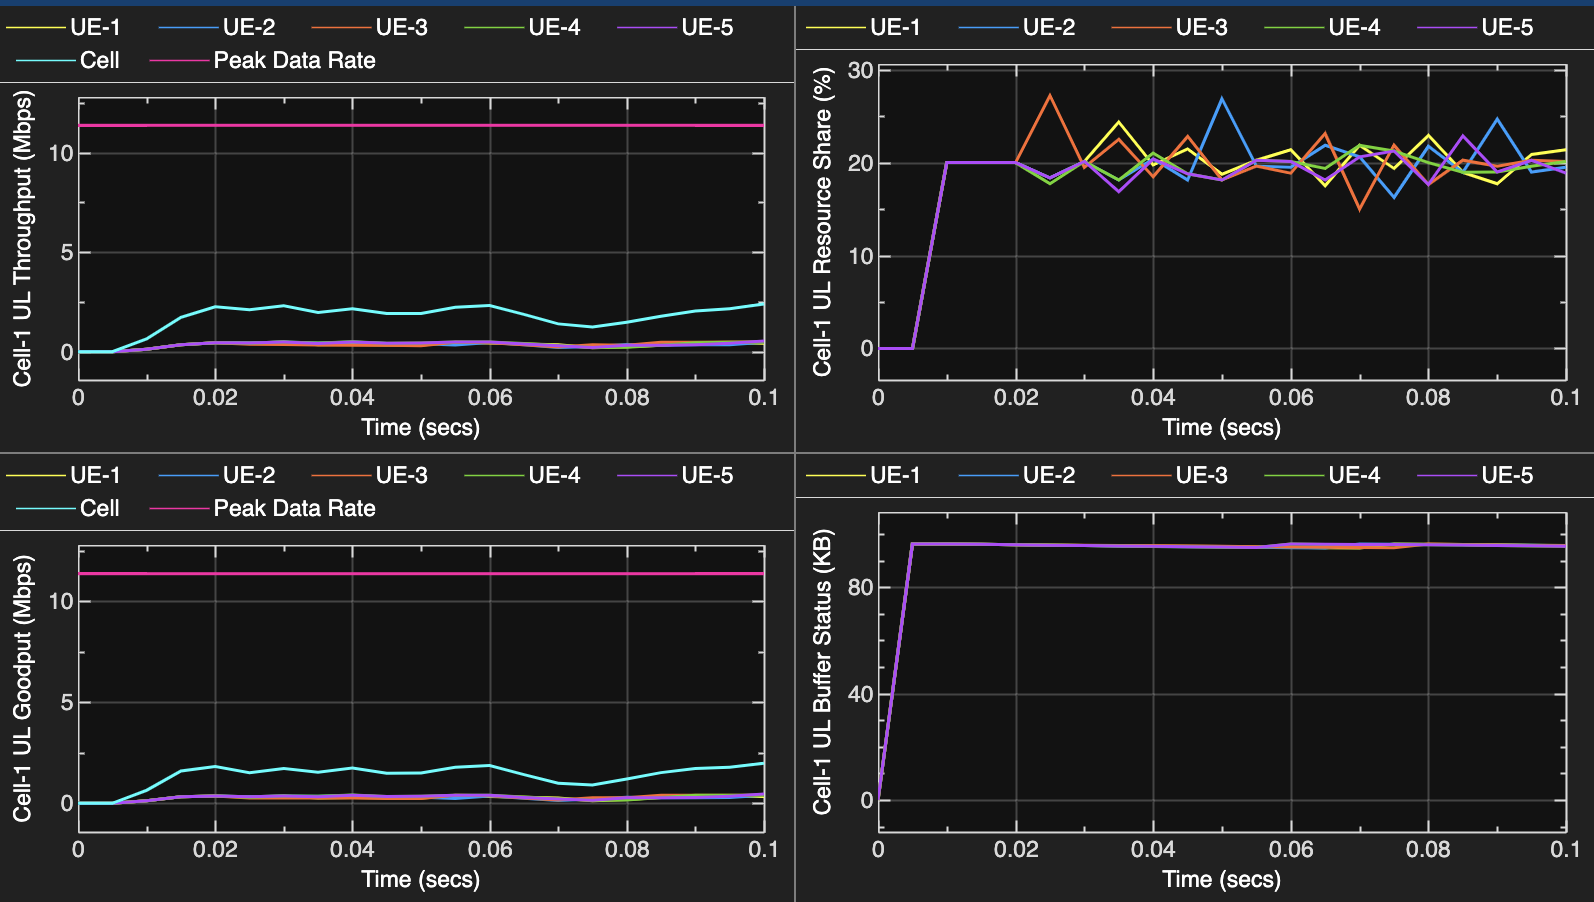 UE-1 UE-2 UE-3 UE-4 UE-5
Cell Peak Data Rate
Cell-1 UL Throughput (Mbps)
10
5
0
0 0.02 0.04 0.06 0.08 0.1
Time (secs)
UE-1 UE-2 UE-3 UE-4 UE-5
Cell-1 UL Resource Share (%)
30
20
10
0
0 0.02 0.04 0.06 0.08 0.1
Time (secs)
UE-1 UE-2 UE-3 UE-4 UE-5
Cell Peak Data Rate
Cell-1 UL Goodput (Mbps)
10
5
0
0 0.02 0.04 0.06 0.08 0.1
Time (secs)
UE-1 UE-2 UE-3 UE-4 UE-5
Cell-1 UL Buffer Status (KB)
80
40
0
0 0.02 0.04 0.06 0.08 0.1
Time (secs)